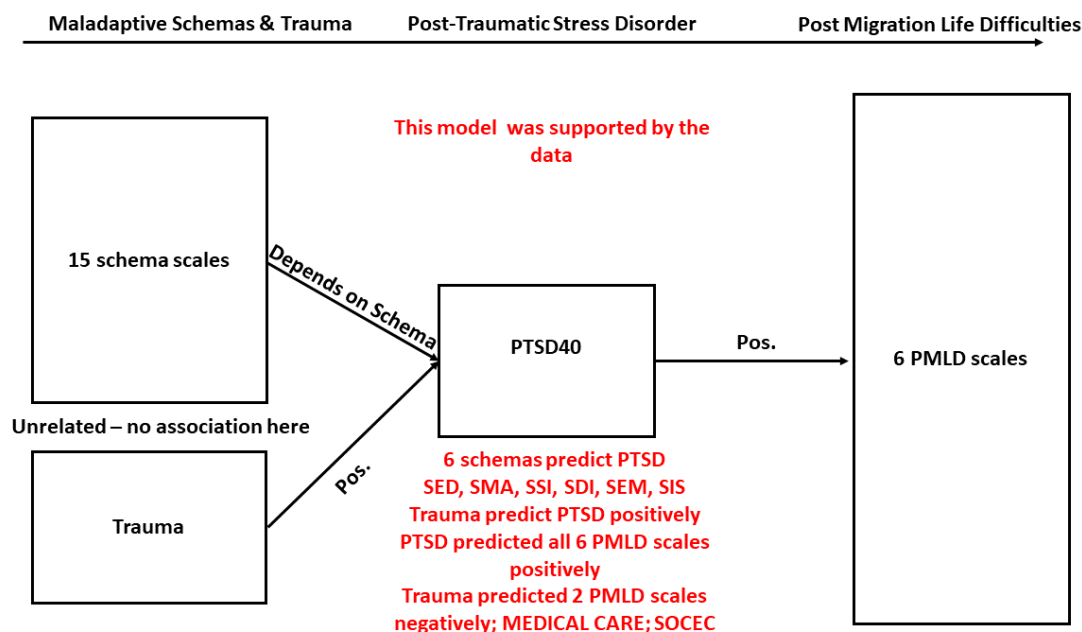 Maladaptive Schemas & Trauma
Post-Traumatic Stress Disorder
Post Migration Life Difficulties
This model was supported by the
data
15 schema scales
Depends on Schema
PTSD40
Pos.
6 PMLD scales
Unrelated – no association here
Trauma
Pos.
6 schemas predict PTSD
SED, SMA, SSI, SDI, SEM, SIS
Trauma predict PTSD positively
PTSD predicted all 6 PMLD scales
positively
Trauma predicted 2 PMLD scales
negatively; MEDICAL CARE; SOCEC